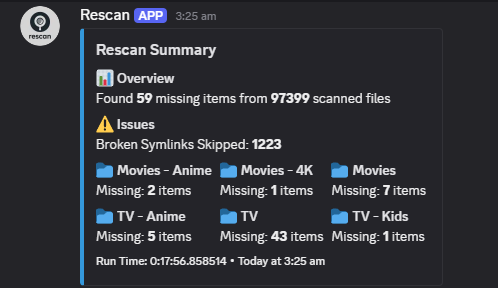 Rescan APP 3:25 am
rescan
Rescan Summary
Overview
Found 59 missing items from 97399 scanned files
Issues
Broken Symlinks Skipped: 1223
Movies - Anime Movies - 4K Movies
Missing: 2 items Missing: 1 items Missing: 7 items
TV - Anime TV TV - Kids
Missing: 5 items Missing: 43 items Missing: 1 items
Run Time: 0:17:56.858514 • Today at 3:25 am